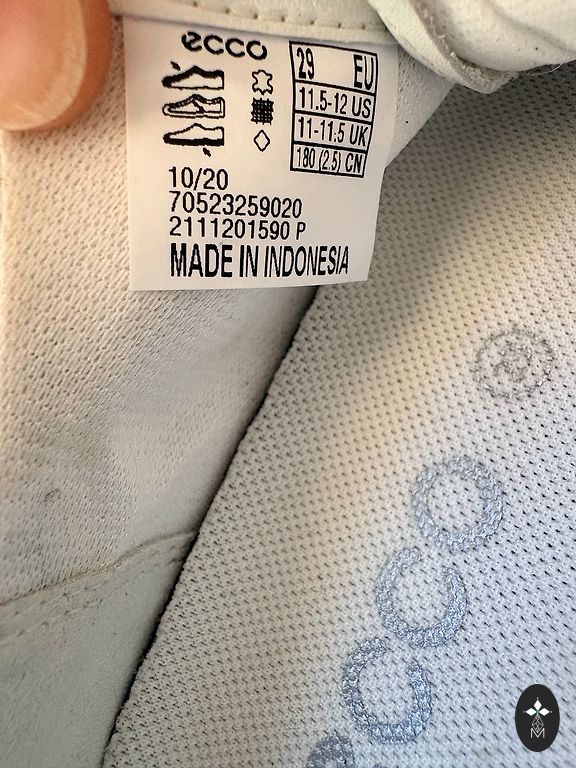 ecco
29 EU
11.5-12 US
11-11.5 UK
180 (2.5) CN
10/20
70523259020
2111201590 P
MADE IN INDONESIA
ecco
M